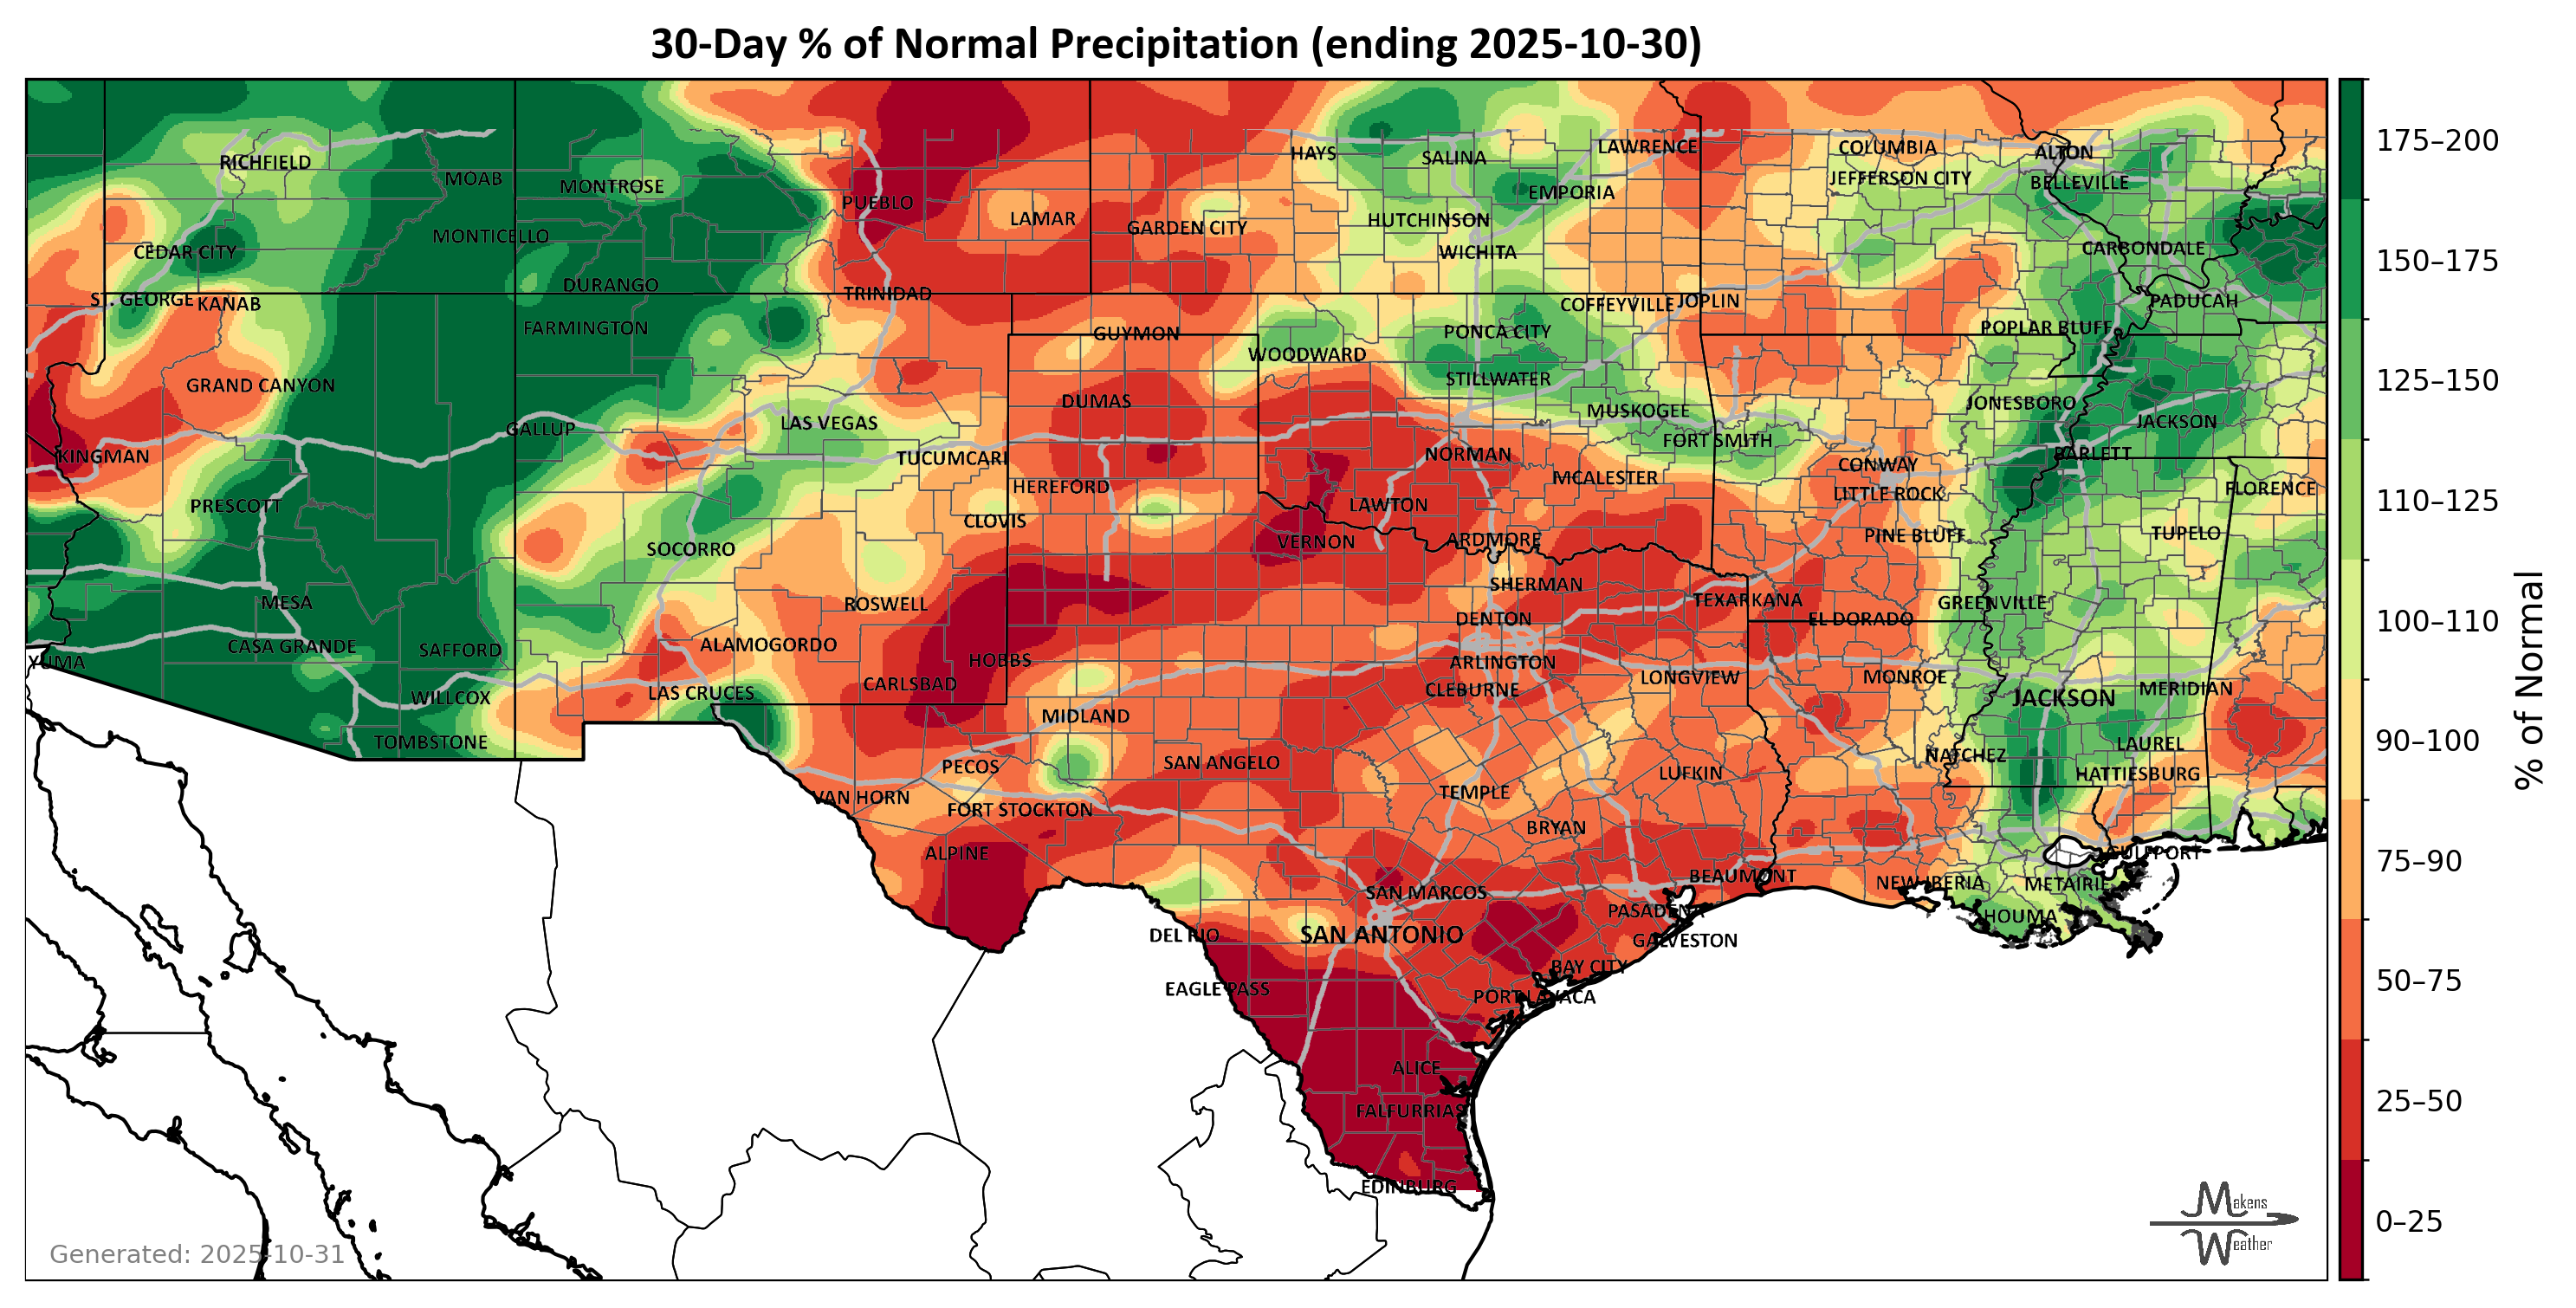 30-Day % of Normal Precipitation (ending 2025-10-30)
RICHFIELD
MOAB
MONTROSE
PUEBLO
LAMAR
HAYS
SALINA
LAWRENCE
COLUMBIA
ALTON
JEFFERSON CITY
BELLEVILLE
EMPORIA
GARDEN CITY
HUTCHINSON
WICHITA
CEDAR CITY
MONTICELLO
CARBONDALE
DURANGO
TRINIDAD
ST. GEORGE
KANAB
FARMINGTON
GUYMON
COFFEYVILLE
JOPLIN
PADUCAH
PONCA CITY
POPLAR BLUFF
WOODWARD
STILLWATER
GRAND CANYON
DUMAS
LAS VEGAS
MUSKOGEE
JONESBORO
JACKSON
GALLUP
FORT SMITH
KINGMAN
TUCUMCARI
NORMAN
BARLETT
CONWAY
MCALESTER
HEREFORD
LITTLE ROCK
FLORENCE
PRESCOTT
LAWTON
CLOVIS
VERNON
ARDMORE
PINE BLUFF
TUPELO
SOCORRO
SHERMAN
MESA
ROSWELL
TEXARKANA
GREENVILLE
DENTON
EL DORADO
CASA GRANDE
SAFFORD
ALAMOGORDO
YUMA
HOBBS
ARLINGTON
CARLSBAD
CLEBURNE
LONGVIEW
MONROE
MERIDIAN
WILLCOX
LAS CRUCES
JACKSON
MIDLAND
TOMBSTONE
LAUREL
NATCHEZ
PECOS
SAN ANGELO
LUFKIN
HATTIESBURG
VAN HORN
FORT STOCKTON
TEMPLE
BRYAN
ALPINE
GULFPORT
BEAUMONT
SAN MARCOS
NEW IBERIA
METAIRIE
PASADENA
HOUMA
DEL RIO
SAN ANTONIO
GALVESTON
BAY CITY
EAGLE PASS
PORT LAVACA
ALICE
FALFURRIAS
EDINBURG
Generated: 2025-10-31
Makens
Weather
175–200
150–175
125–150
110–125
100–110
90–100
75–90
50–75
25–50
0–25
% of Normal